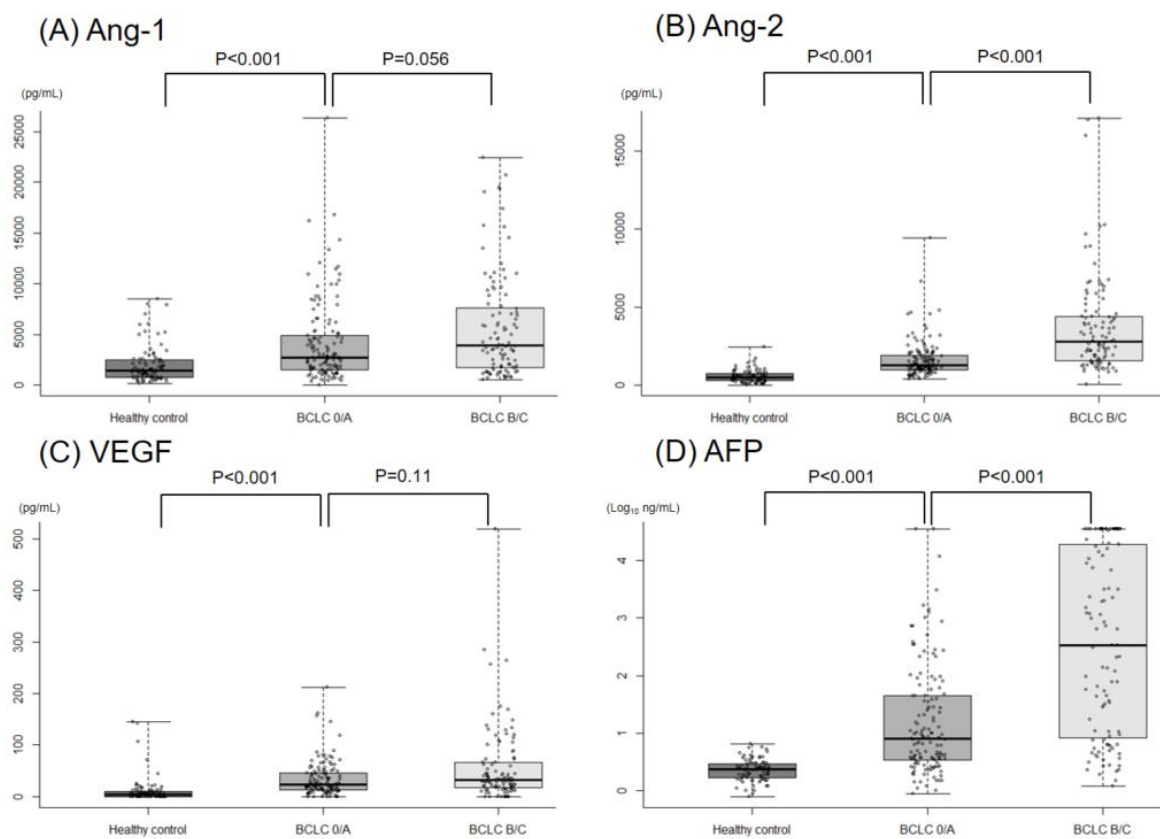 (A) Ang-1
P<0.001
P=0.056
(pg/mL)
25000
20000
15000
10000
5000
0
Healthy control
BCLC 0/A
BCLC B/C
(B) Ang-2
P<0.001
P<0.001
(pg/mL)
15000
10000
5000
0
Healthy control
BCLC 0/A
BCLC B/C
(C) VEGF
P<0.001
P=0.11
(pg/mL)
500
400
300
200
100
0
Healthy control
BCLC 0/A
BCLC B/C
(D) AFP
P<0.001
P<0.001
(Log₁₀ ng/mL)
4
3
2
1
0
Healthy control
BCLC 0/A
BCLC B/C